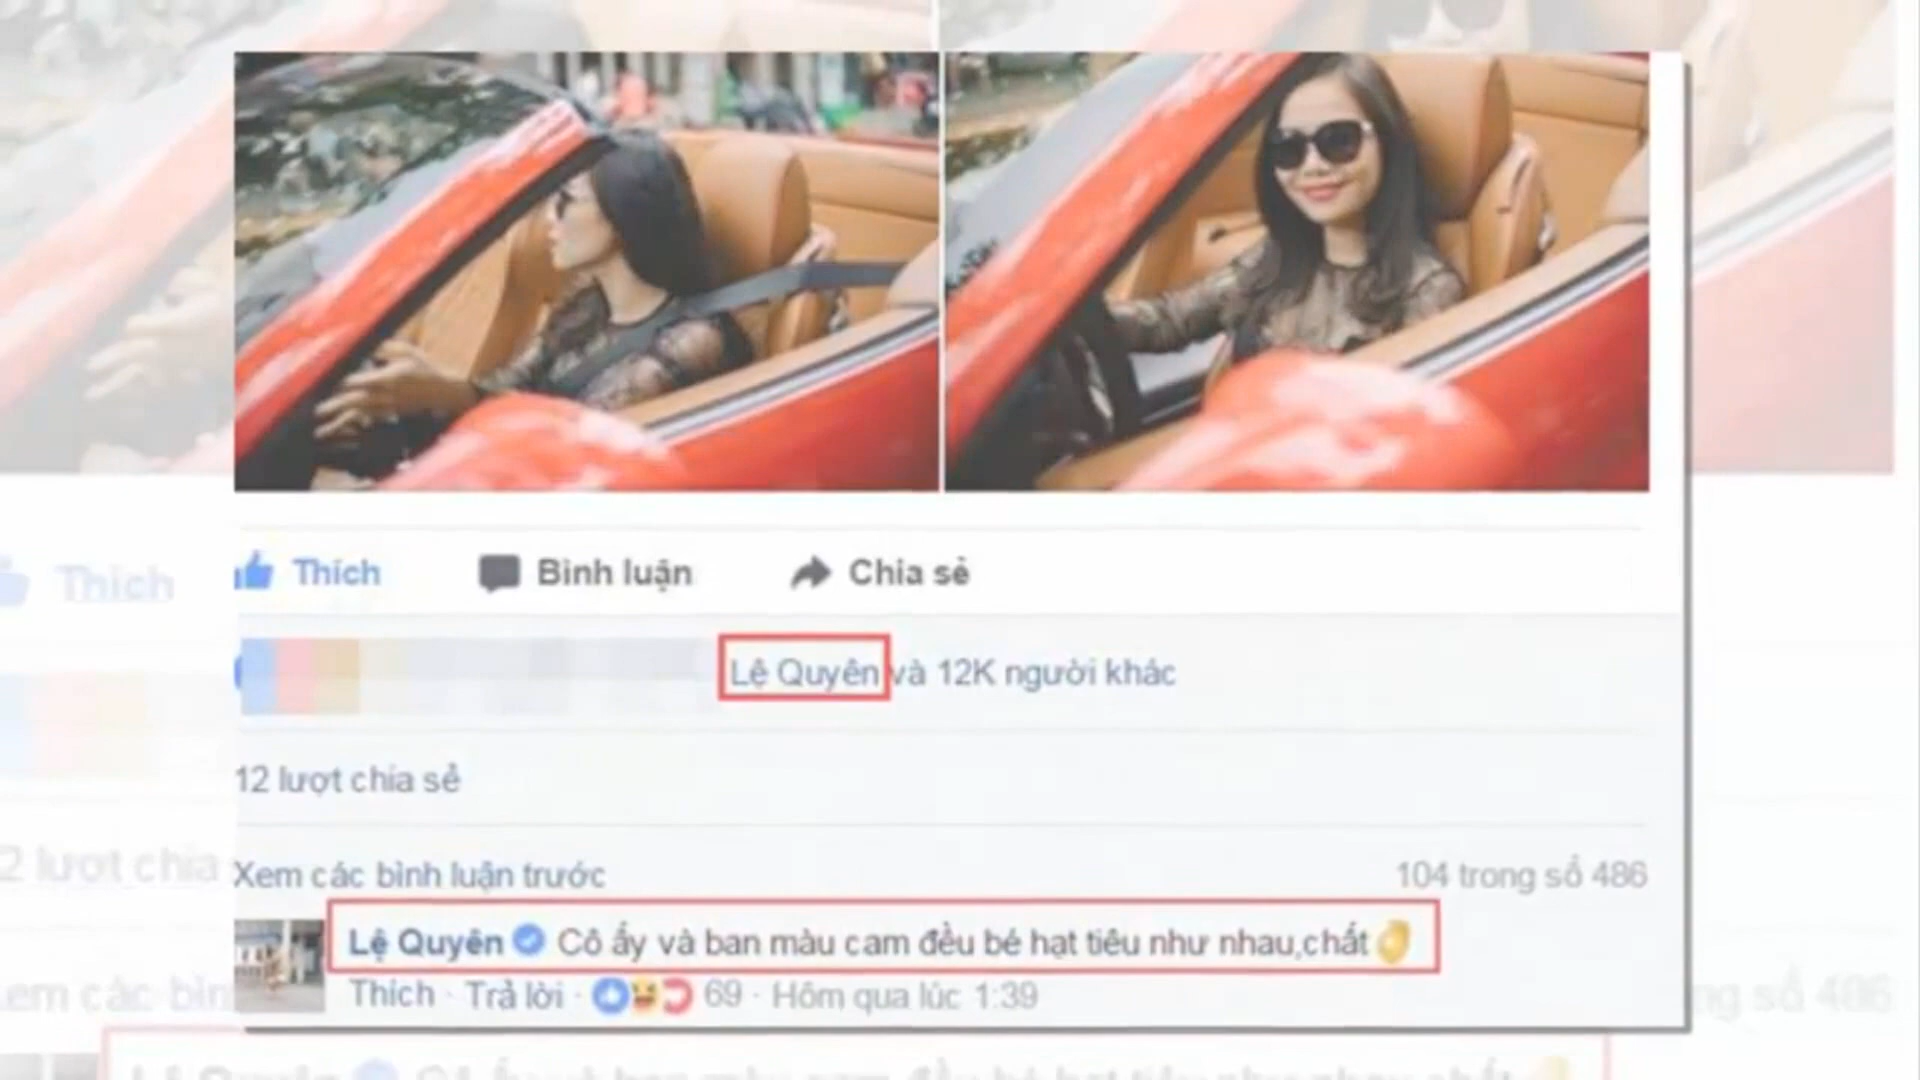 Thích Bình luận Chia sẻ
Lệ Quyên và 12K người khác
12 lượt chia sẻ
Xem các bình luận trước 104 trong số 486
Lệ Quyên Cô ấy và ban màu cam đều bé hạt tiêu như nhau,chất👌
Thích · Trả lời · 69 · Hôm qua lúc 1:39